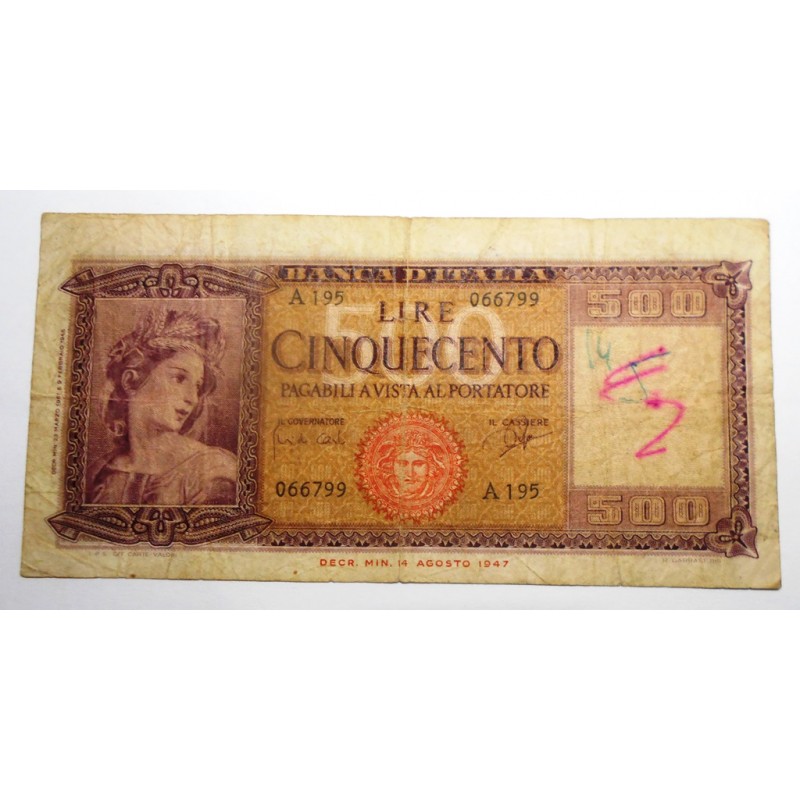 BANCA D'ITALIA
A 195 066799
500 500
LIRE
CINQUECENTO
PAGABILI A VISTA AL PORTATORE
IL GOVERNATORE IL CASSIERE
066799 A 195
500
DECR. MIN. 14 AGOSTO 1947